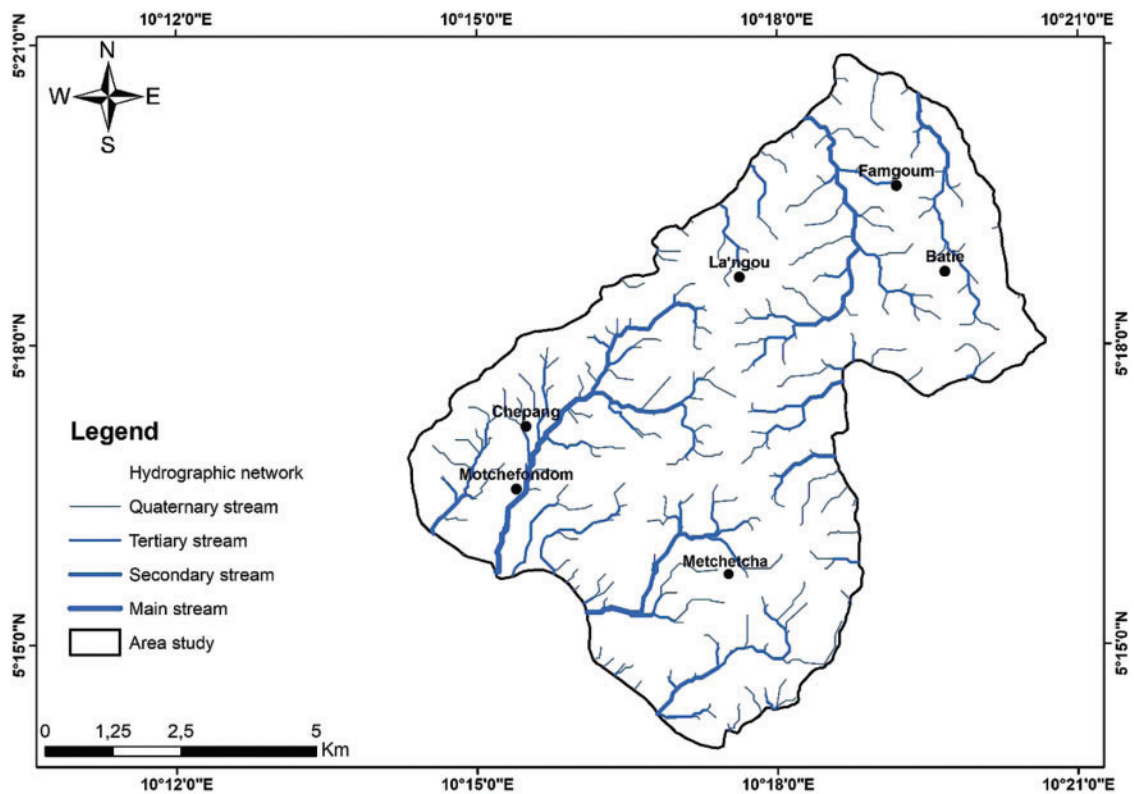 10°12'0"E 10°15'0"E 10°18'0"E 10°21'0"E
5°21'0"N
5°21'0"N
N
W E
S
Famgoum
La'ngou
Batie
5°18'0"N
5°18'0"N
Chepang
Motchefondom
Metchetcha
Legend
Hydrographic network
Quaternary stream
Tertiary stream
Secondary stream
Main stream
Area study
5°15'0"N
5°15'0"N
0 1,25 2,5 5
Km
10°12'0"E 10°15'0"E 10°18'0"E 10°21'0"E